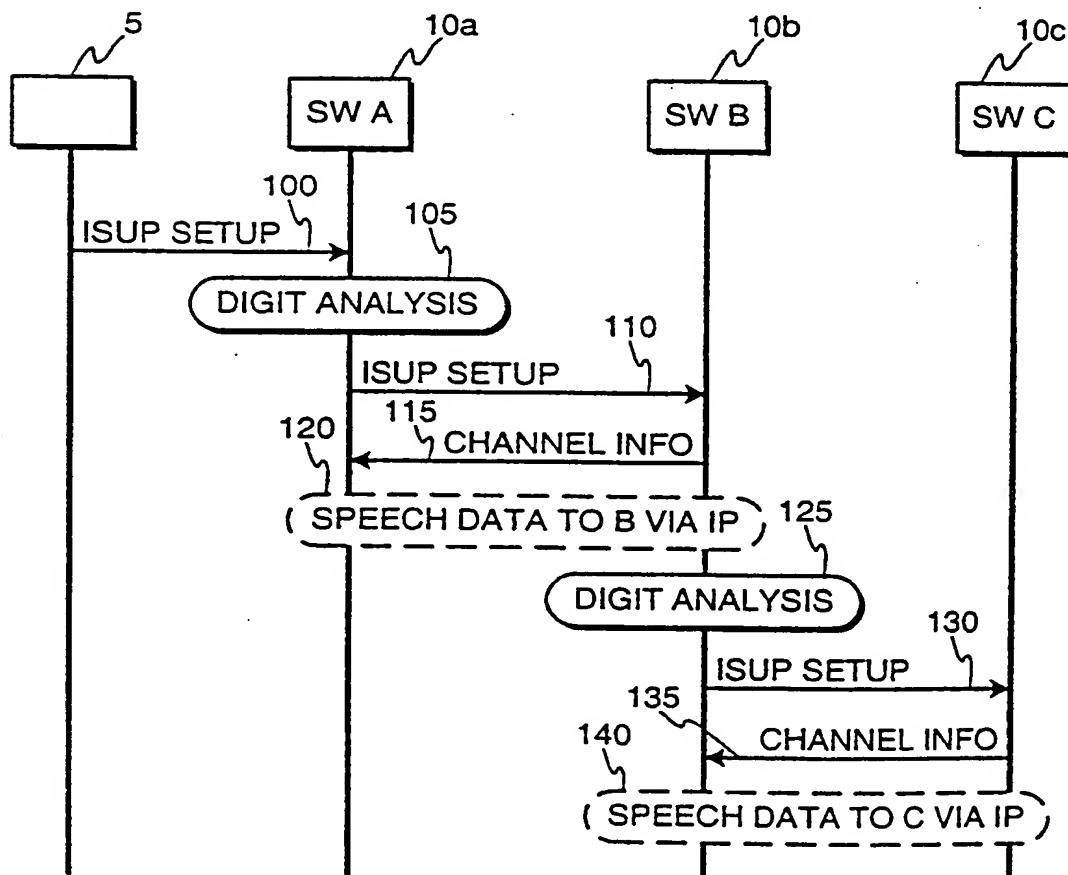 5
10a
10b
10c
SW A
SW B
SW C
100
ISUP SETUP
105
DIGIT ANALYSIS
110
ISUP SETUP
115
CHANNEL INFO
120
SPEECH DATA TO B VIA IP
125
DIGIT ANALYSIS
130
ISUP SETUP
135
CHANNEL INFO
140
SPEECH DATA TO C VIA IP